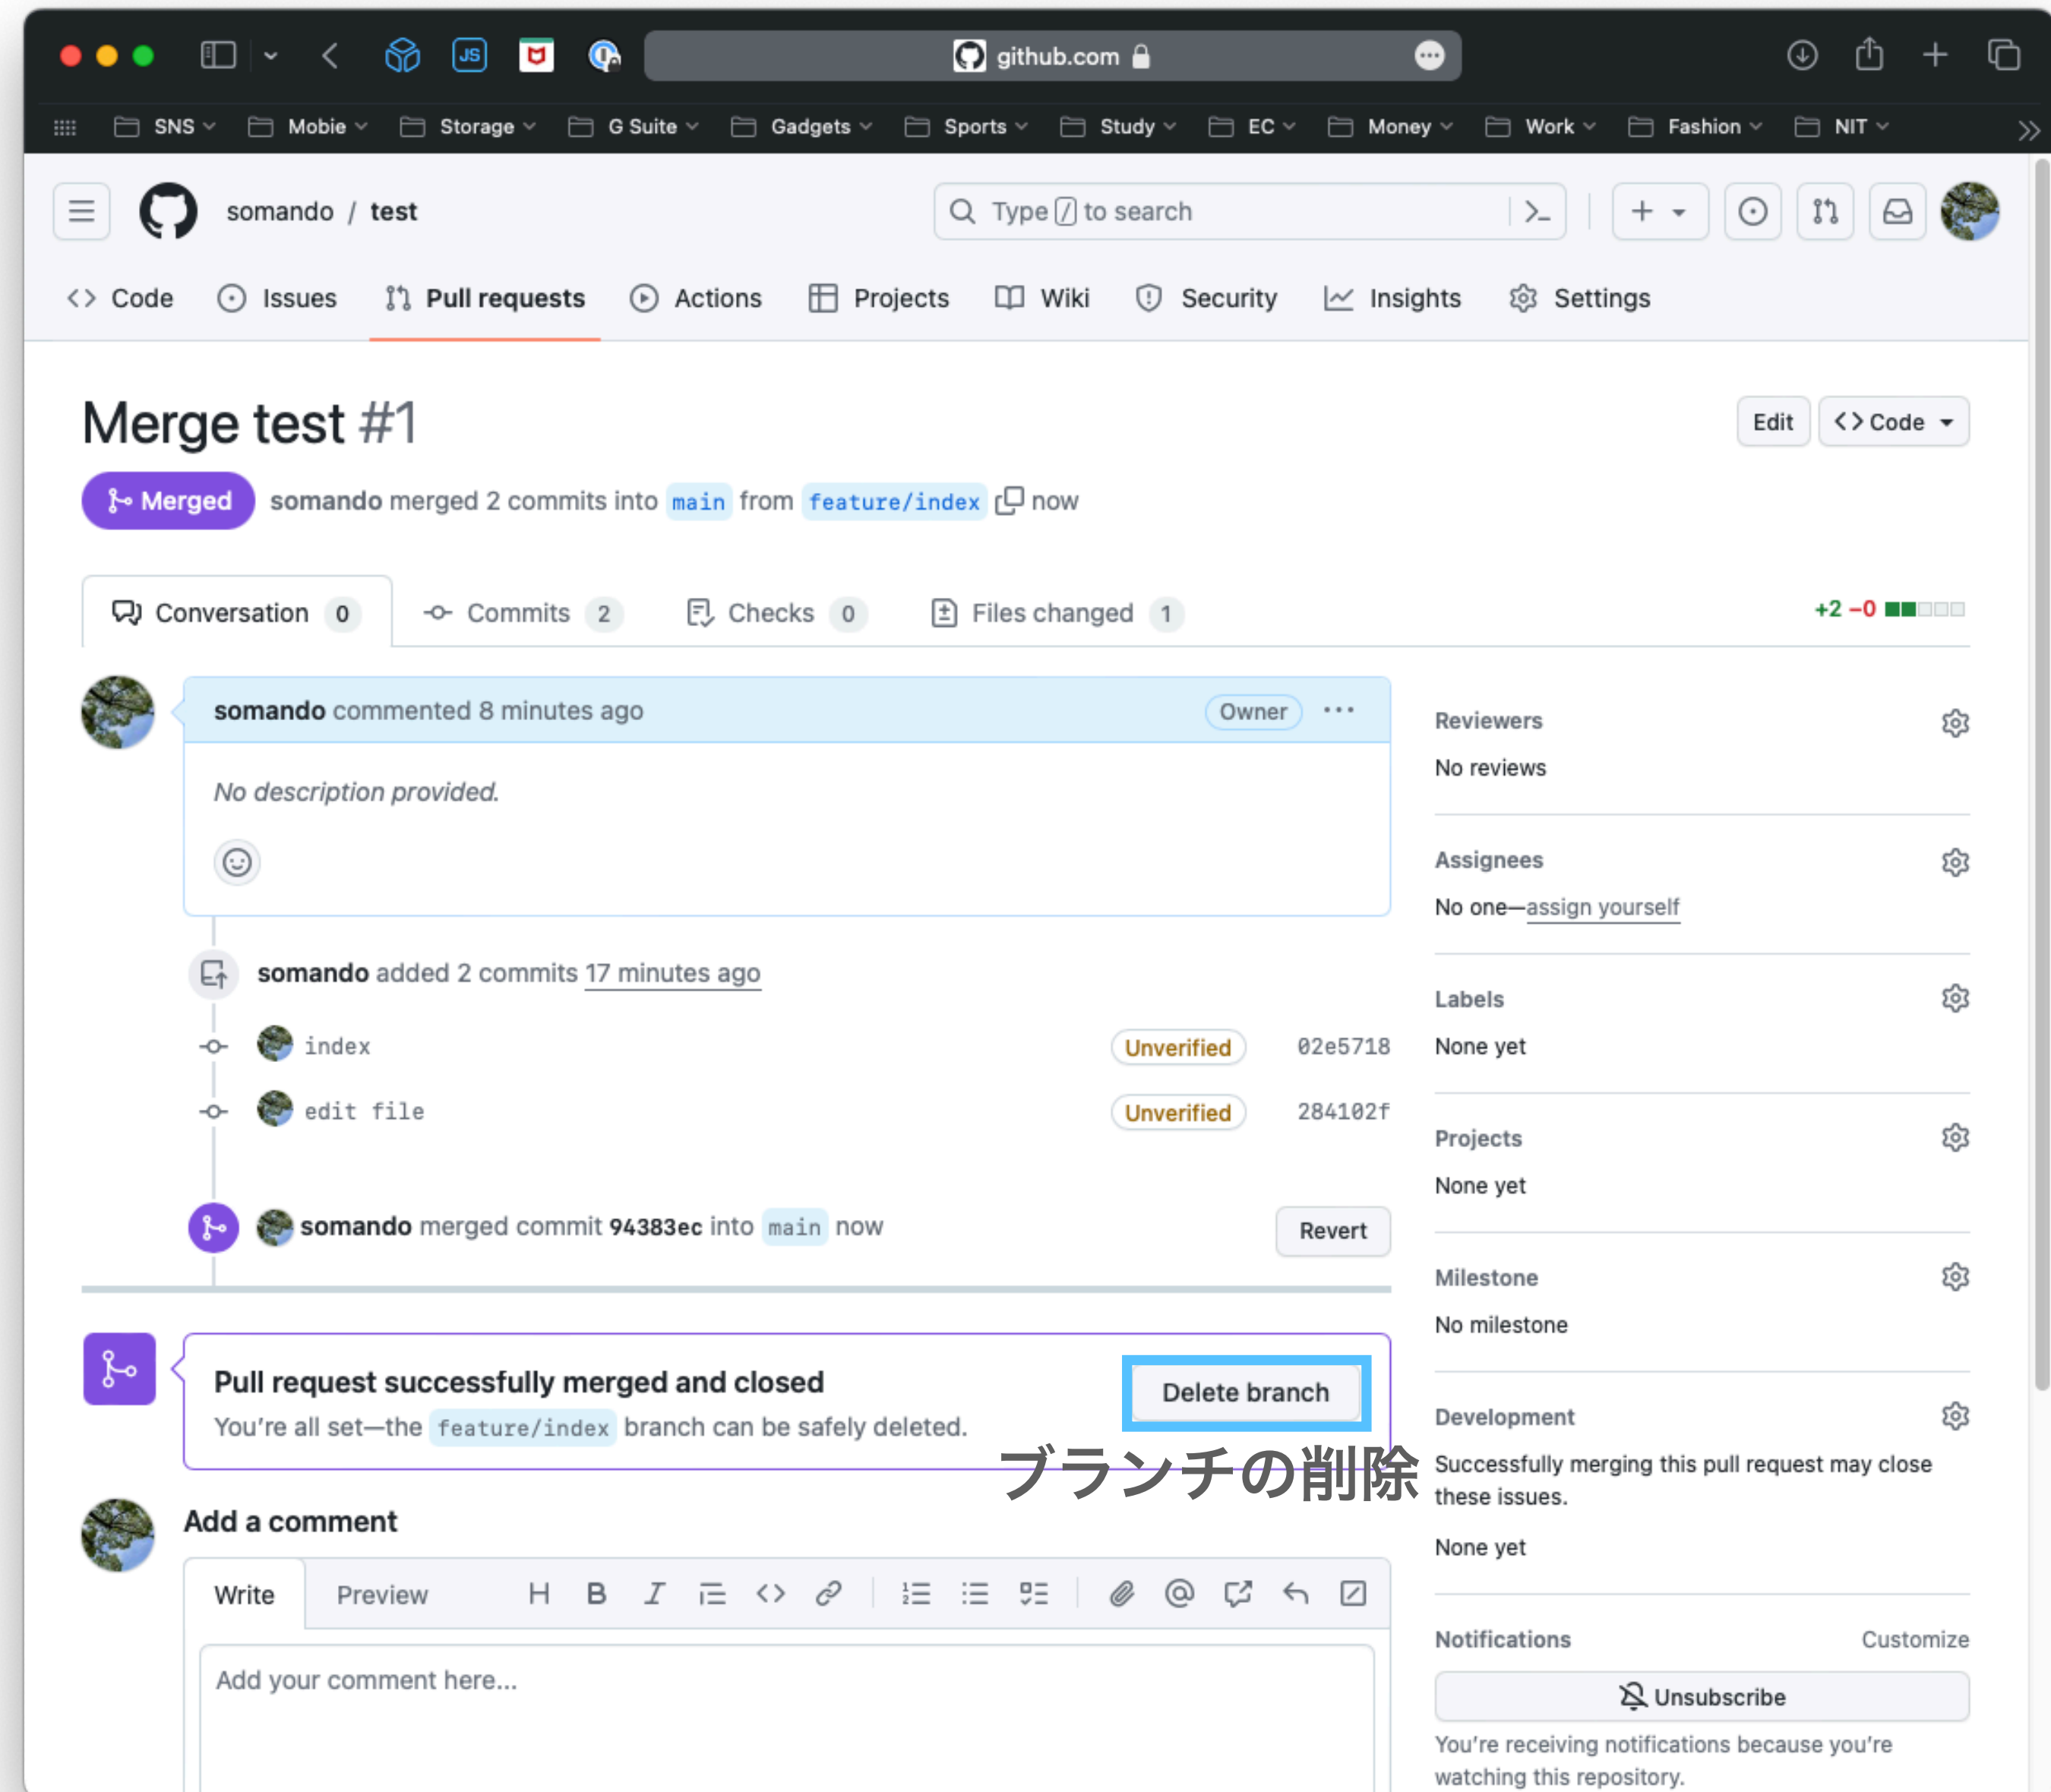 github.com
SNS Mobie Storage G Suite Gadgets Sports Study EC Money Work Fashion NIT
somando / test
Type / to search
Code Issues Pull requests Actions Projects Wiki Security Insights Settings
Merge test #1
Edit <> Code
Merged somando merged 2 commits into main from feature/index now
Conversation 0 Commits 2 Checks 0 Files changed 1
+2 −0
somando commented 8 minutes ago Owner
No description provided.
somando added 2 commits 17 minutes ago
index Unverified 02e5718
edit file Unverified 284102f
somando merged commit 94383ec into main now
Revert
Pull request successfully merged and closed
You're all set—the feature/index branch can be safely deleted.
Delete branch
ブランチの削除
Add a comment
Write Preview
Add your comment here...
Reviewers
No reviews
Assignees
No one—assign yourself
Labels
None yet
Projects
None yet
Milestone
No milestone
Development
Successfully merging this pull request may close
these issues.
None yet
Notifications Customize
Unsubscribe
You're receiving notifications because you're
watching this repository.